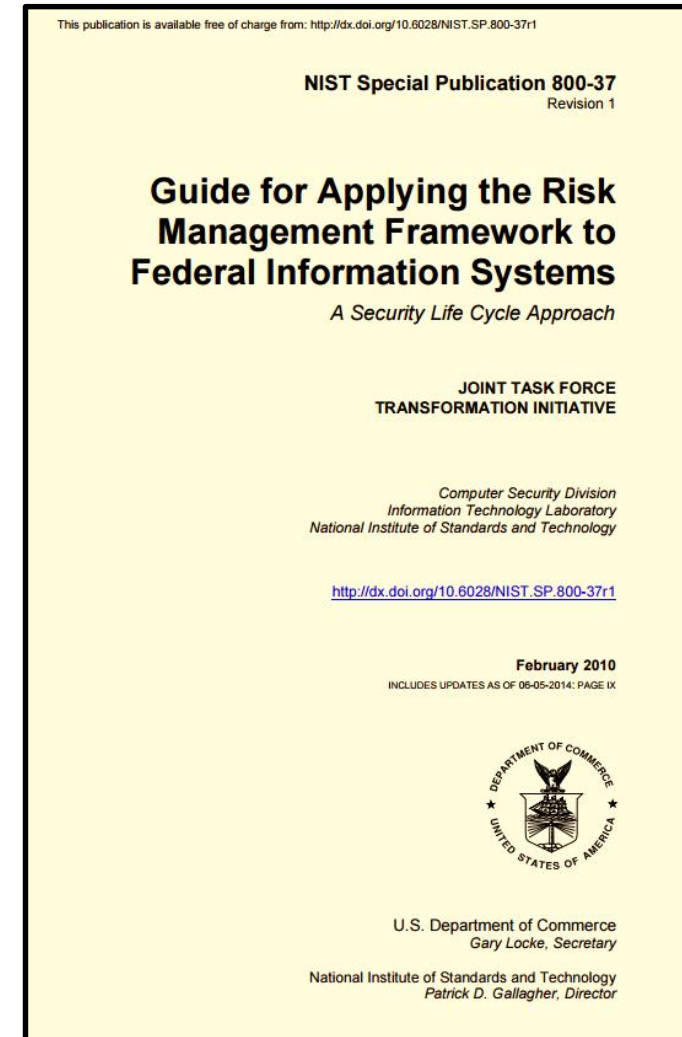 This publication is available free of charge from: http://dx.doi.org/10.6028/NIST.SP.800-37r1
NIST Special Publication 800-37
Revision 1
Guide for Applying the Risk
Management Framework to
Federal Information Systems
A Security Life Cycle Approach
JOINT TASK FORCE
TRANSFORMATION INITIATIVE
Computer Security Division
Information Technology Laboratory
National Institute of Standards and Technology
http://dx.doi.org/10.6028/NIST.SP.800-37r1
February 2010
INCLUDES UPDATES AS OF 06-05-2014: PAGE IX
DEPARTMENT OF COMMERCE
UNITED STATES OF AMERICA
U.S. Department of Commerce
Gary Locke, Secretary
National Institute of Standards and Technology
Patrick D. Gallagher, Director